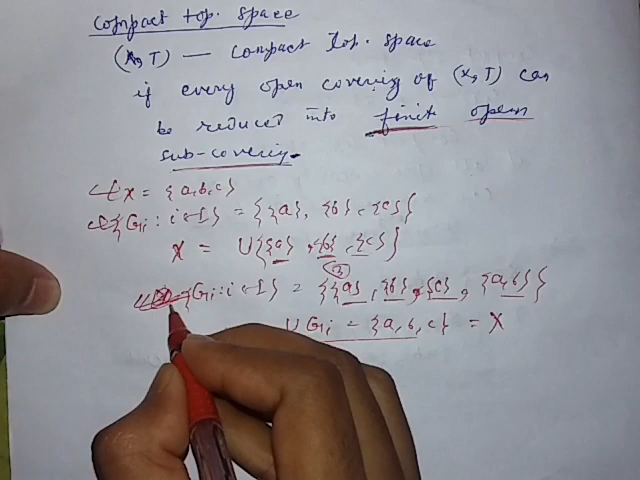 Compact top. space
(X, T) — compact top. space
if every open covering of (X, T) can
be reduced into finite open
sub-covering.
X = {a, b, c}
{Gi : i ∈ I} = {{a}, {b}, {c}}
X = U{{a}, {b}, {c}}
{Gi : i ∈ I} = {{a}, {b}, {c}, {a, b}}
U Gi = {a, b, c} = X